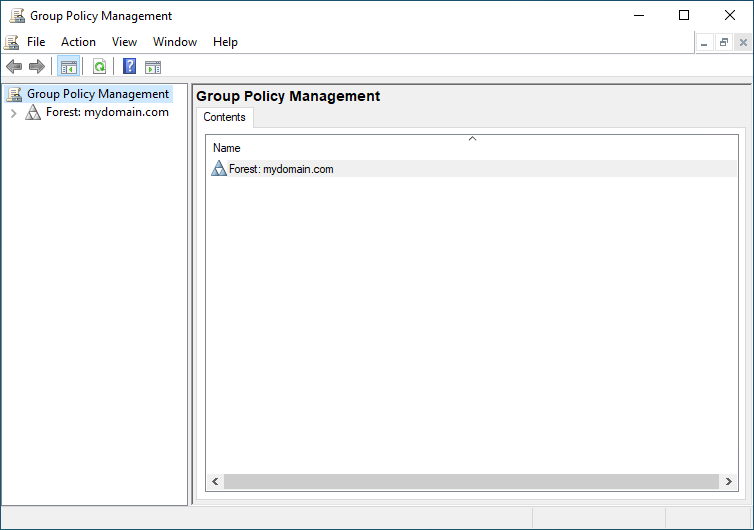 Group Policy Management
File Action View Window Help
Group Policy Management
Forest: mydomain.com
Group Policy Management
Contents
Name
Forest: mydomain.com